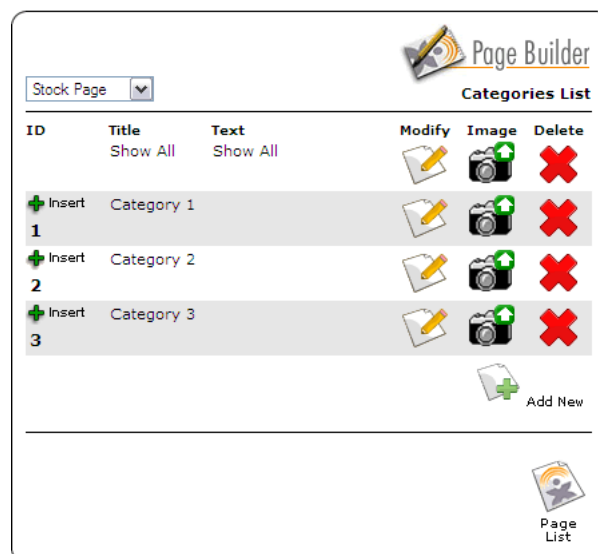 Page Builder
Stock Page
Categories List
ID Title Text Modify Image Delete
Show All Show All
Insert Category 1
1
Insert Category 2
2
Insert Category 3
3
Add New
Page
List